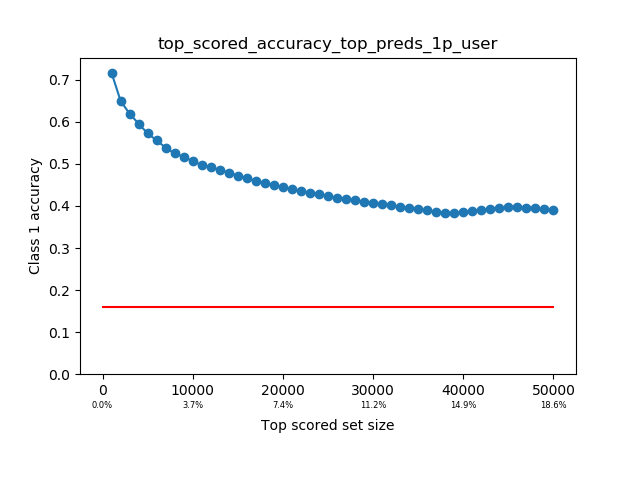 top_scored_accuracy_top_preds_1p_user
Class 1 accuracy
0.7
0.6
0.5
0.4
0.3
0.2
0.1
0.0
0 10000 20000 30000 40000 50000
0.0% 3.7% 7.4% 11.2% 14.9% 18.6%
Top scored set size